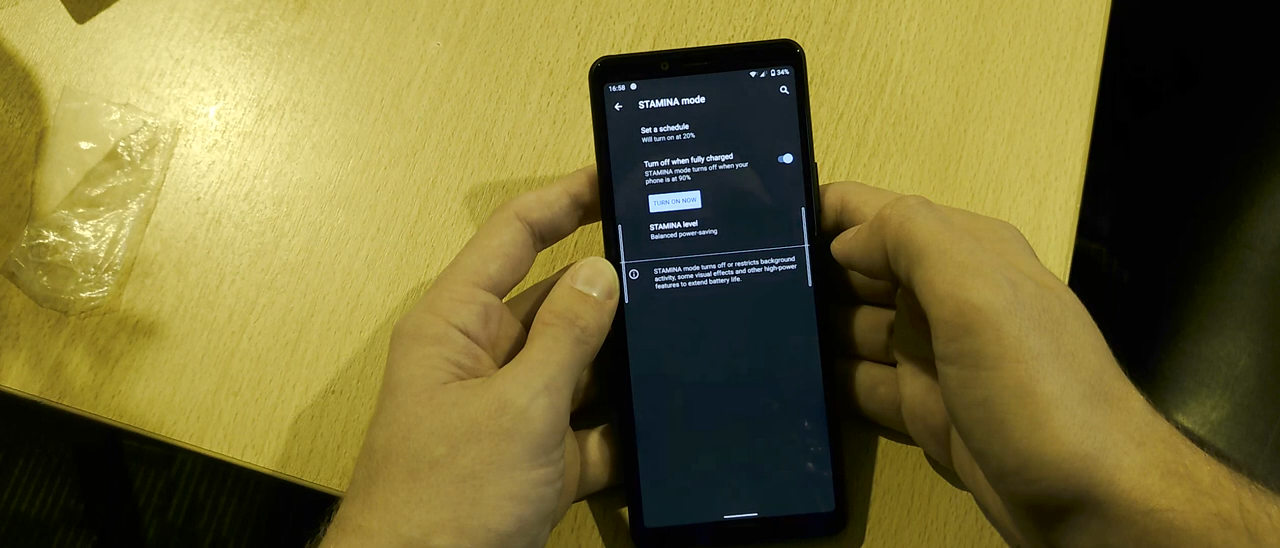 16:58 34%
STAMINA mode
Set a schedule
Will turn on at 20%
Turn off when fully charged
STAMINA mode turns off when your
phone is at 90%
TURN ON NOW
STAMINA level
Balanced power-saving
STAMINA mode turns off or restricts background
activity, some visual effects and other high-power
features to extend battery life.